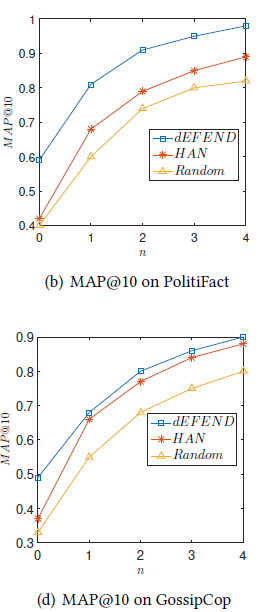 1
0.9
0.8
0.7
0.6
0.5
0.4
MAP@10
dEFEND
HAN
Random
0 1 2 3 4
n
(b) MAP@10 on PolitiFact
0.9
0.8
0.7
0.6
0.5
0.4
0.3
MAP@10
dEFEND
HAN
Random
0 1 2 3 4
n
(d) MAP@10 on GossipCop